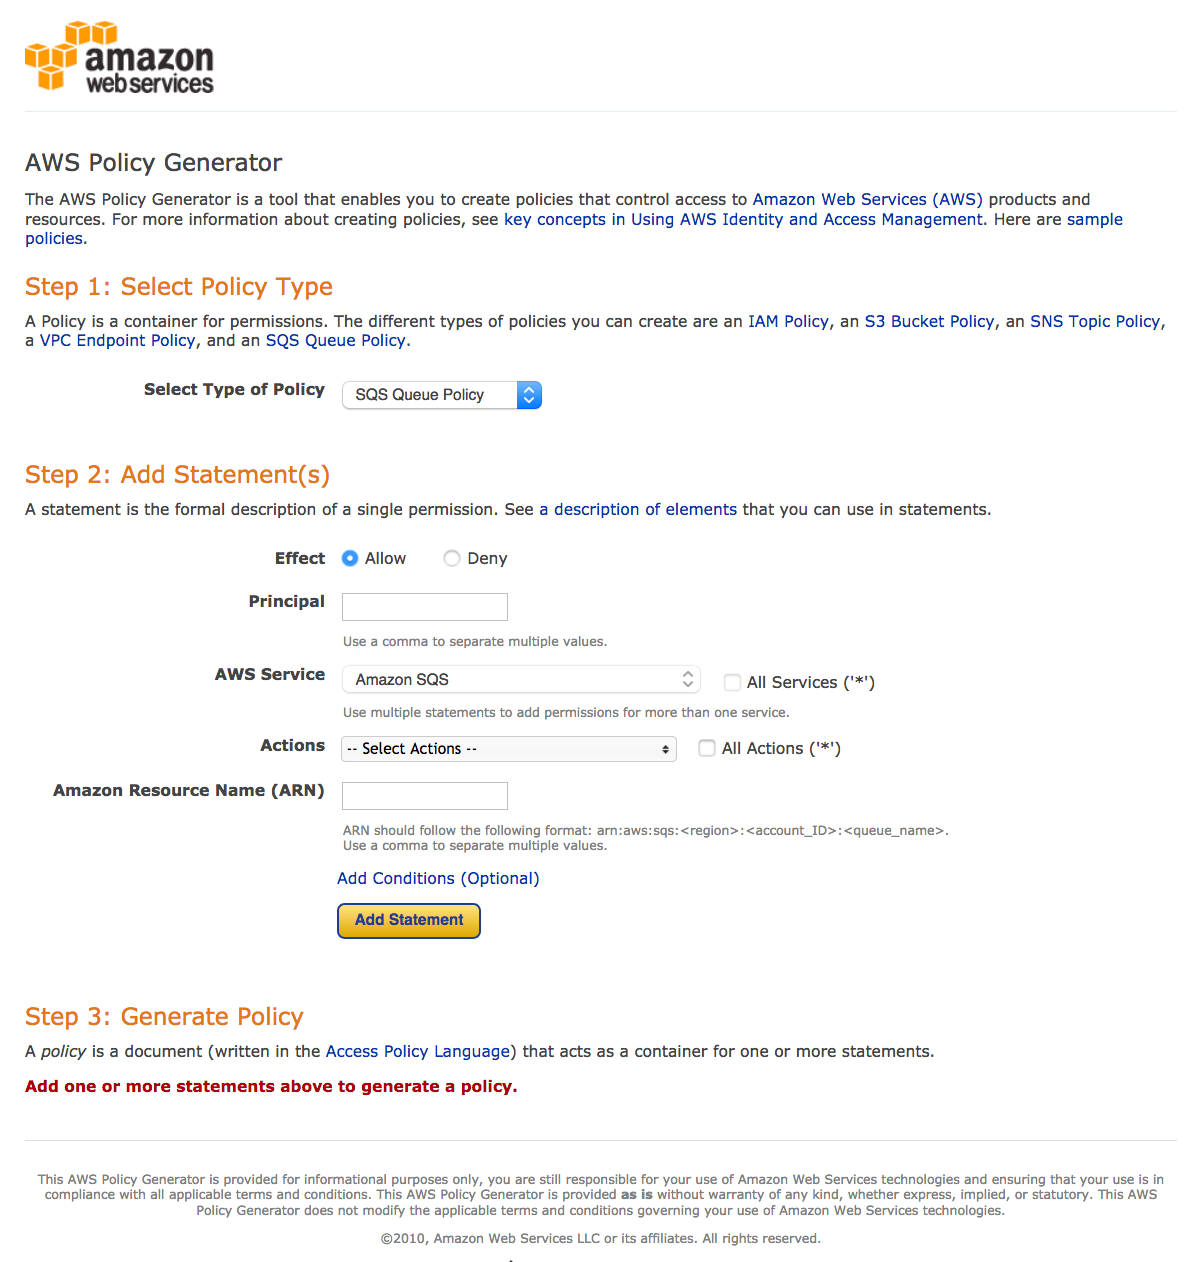 amazon
webservices
AWS Policy Generator
The AWS Policy Generator is a tool that enables you to create policies that control access to Amazon Web Services (AWS) products and
resources. For more information about creating policies, see key concepts in Using AWS Identity and Access Management. Here are sample
policies.
Step 1: Select Policy Type
A Policy is a container for permissions. The different types of policies you can create are an IAM Policy, an S3 Bucket Policy, an SNS Topic Policy,
a VPC Endpoint Policy, and an SQS Queue Policy.
Select Type of Policy SQS Queue Policy
Step 2: Add Statement(s)
A statement is the formal description of a single permission. See a description of elements that you can use in statements.
Effect Allow Deny
Principal
Use a comma to separate multiple values.
AWS Service Amazon SQS All Services ('*')
Use multiple statements to add permissions for more than one service.
Actions -- Select Actions -- All Actions ('*')
Amazon Resource Name (ARN)
ARN should follow the following format: arn:aws:sqs:<region>:<account_ID>:<queue_name>.
Use a comma to separate multiple values.
Add Conditions (Optional)
Add Statement
Step 3: Generate Policy
A policy is a document (written in the Access Policy Language) that acts as a container for one or more statements.
Add one or more statements above to generate a policy.
This AWS Policy Generator is provided for informational purposes only, you are still responsible for your use of Amazon Web Services technologies and ensuring that your use is in
compliance with all applicable terms and conditions. This AWS Policy Generator is provided as is without warranty of any kind, whether express, implied, or statutory. This AWS
Policy Generator does not modify the applicable terms and conditions governing your use of Amazon Web Services technologies.
©2010, Amazon Web Services LLC or its affiliates. All rights reserved.